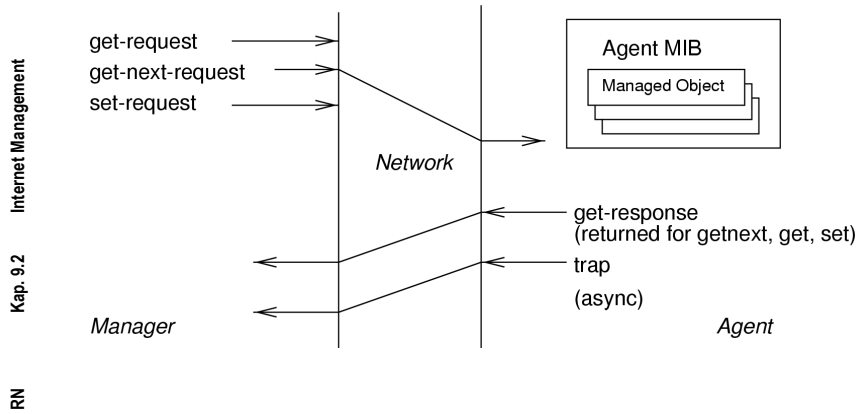 get-request
get-next-request
set-request
Agent MIB
Managed Object
Network
get-response
(returned for getnext, get, set)
trap
(async)
Manager
Agent
Internet Management
Kap. 9.2
RN